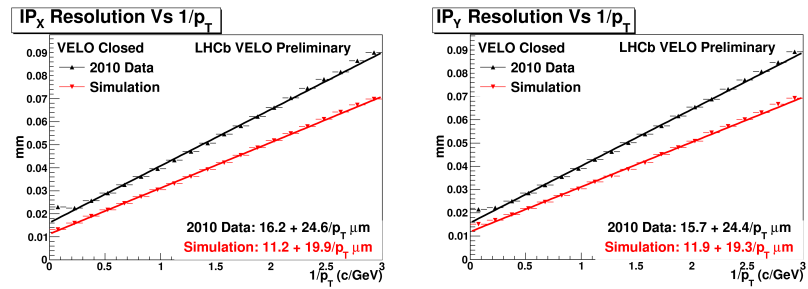 IPX Resolution Vs 1/pT
VELO Closed
LHCb VELO Preliminary
2010 Data
Simulation
mm
0.09
0.08
0.07
0.06
0.05
0.04
0.03
0.02
0.01
0
2010 Data: 16.2 + 24.6/pT μm
Simulation: 11.2 + 19.9/pT μm
0 0.5 1 1.5 2 2.5 3
1/pT (c/GeV)
IPY Resolution Vs 1/pT
VELO Closed
LHCb VELO Preliminary
2010 Data
Simulation
mm
0.09
0.08
0.07
0.06
0.05
0.04
0.03
0.02
0.01
0
2010 Data: 15.7 + 24.4/pT μm
Simulation: 11.9 + 19.3/pT μm
0 0.5 1 1.5 2 2.5 3
1/pT (c/GeV)